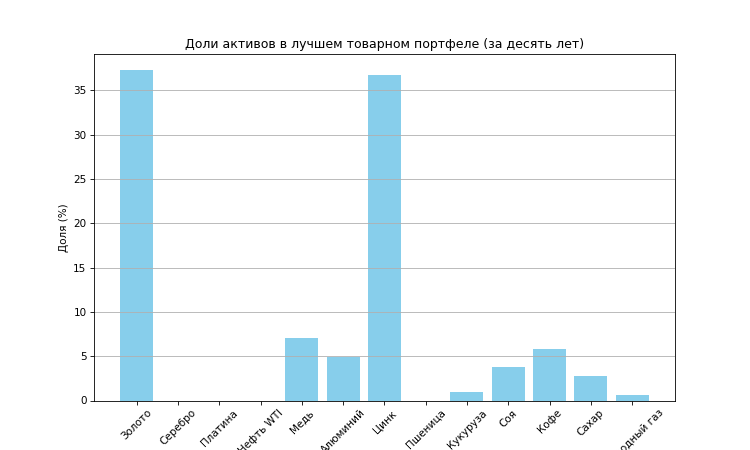 Доли активов в лучшем товарном портфеле (за десять лет)
Доля (%)
35
30
25
20
15
10
5
0
Золото
Серебро
Платина
Нефть WTI
Медь
Алюминий
Цинк
Пшеница
Кукуруза
Соя
Кофе
Сахар
газ